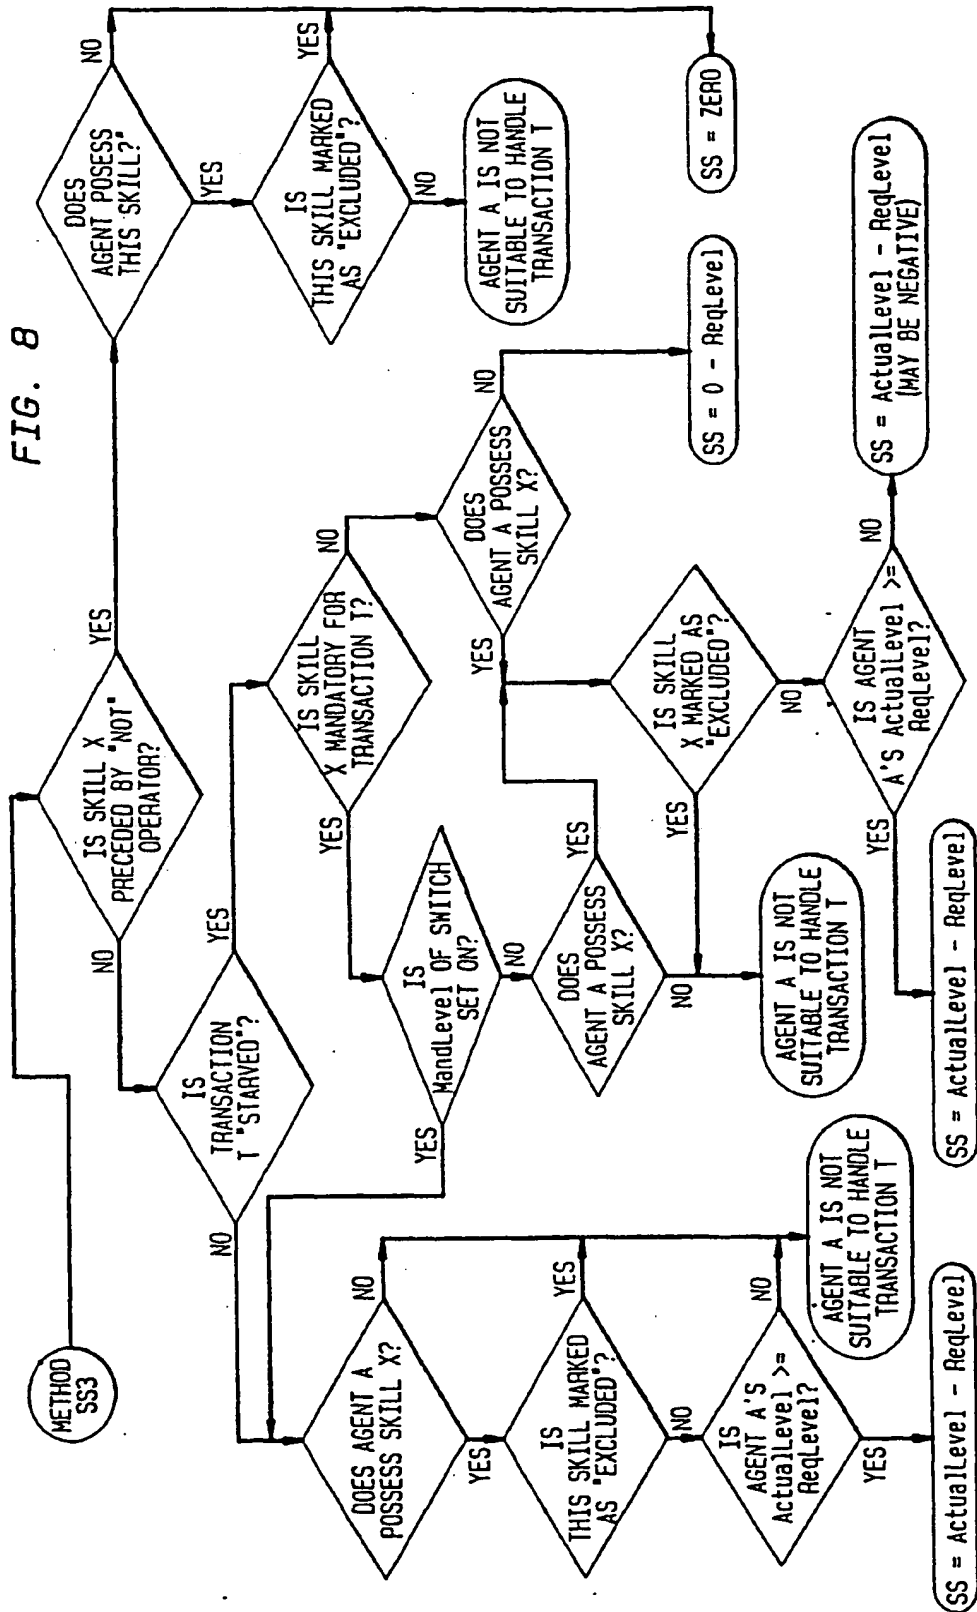 FIG. 8
METHOD
SS3
IS SKILL X
PRECEDED BY "NOT"
OPERATOR?
YES
NO
DOES
AGENT POSESS
THIS SKILL?"
NO
YES
IS
THIS SKILL MARKED
AS "EXCLUDED"?
YES
NO
AGENT A IS NOT
SUITABLE TO HANDLE
TRANSACTION T
SS = ZERO
IS
TRANSACTION
T "STARVED"?
YES
NO
IS SKILL
X MANDATORY FOR
TRANSACTION T?
NO
YES
DOES
AGENT A POSSESS
SKILL X?
NO
YES
SS = 0 - ReqLevel
IS
MandLevel OF SWITCH
SET ON?
YES
NO
DOES
AGENT A POSSESS
SKILL X?
YES
NO
IS SKILL
X MARKED AS
"EXCLUDED"?
YES
NO
AGENT A IS NOT
SUITABLE TO HANDLE
TRANSACTION T
IS AGENT
A'S ActualLevel >=
ReqLevel?
NO
YES
SS = ActualLevel - ReqLevel
(MAY BE NEGATIVE)
SS = ActualLevel - ReqLevel
DOES AGENT A
POSSESS SKILL X?
NO
YES
IS
THIS SKILL MARKED
AS "EXCLUDED"?
YES
NO
IS
AGENT A'S
ActualLevel >=
ReqLevel?
NO
YES
AGENT A IS NOT
SUITABLE TO HANDLE
TRANSACTION T
SS = ActualLevel - ReqLevel